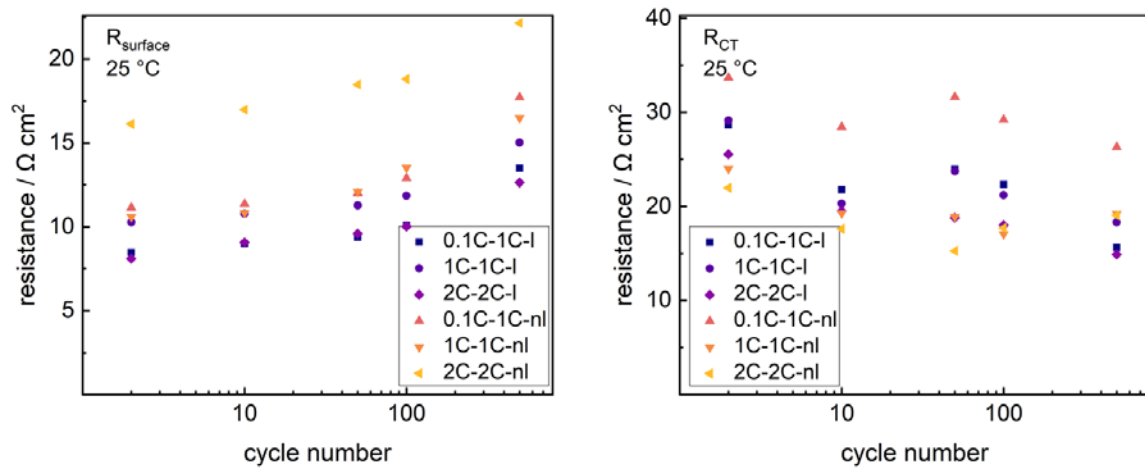 R_surface
25 °C
20
15
10
5
resistance / Ω cm²
10
100
cycle number
0.1C-1C-l
1C-1C-l
2C-2C-l
0.1C-1C-nl
1C-1C-nl
2C-2C-nl
R_CT
25 °C
40
30
20
10
resistance / Ω cm²
10
100
cycle number
0.1C-1C-l
1C-1C-l
2C-2C-l
0.1C-1C-nl
1C-1C-nl
2C-2C-nl